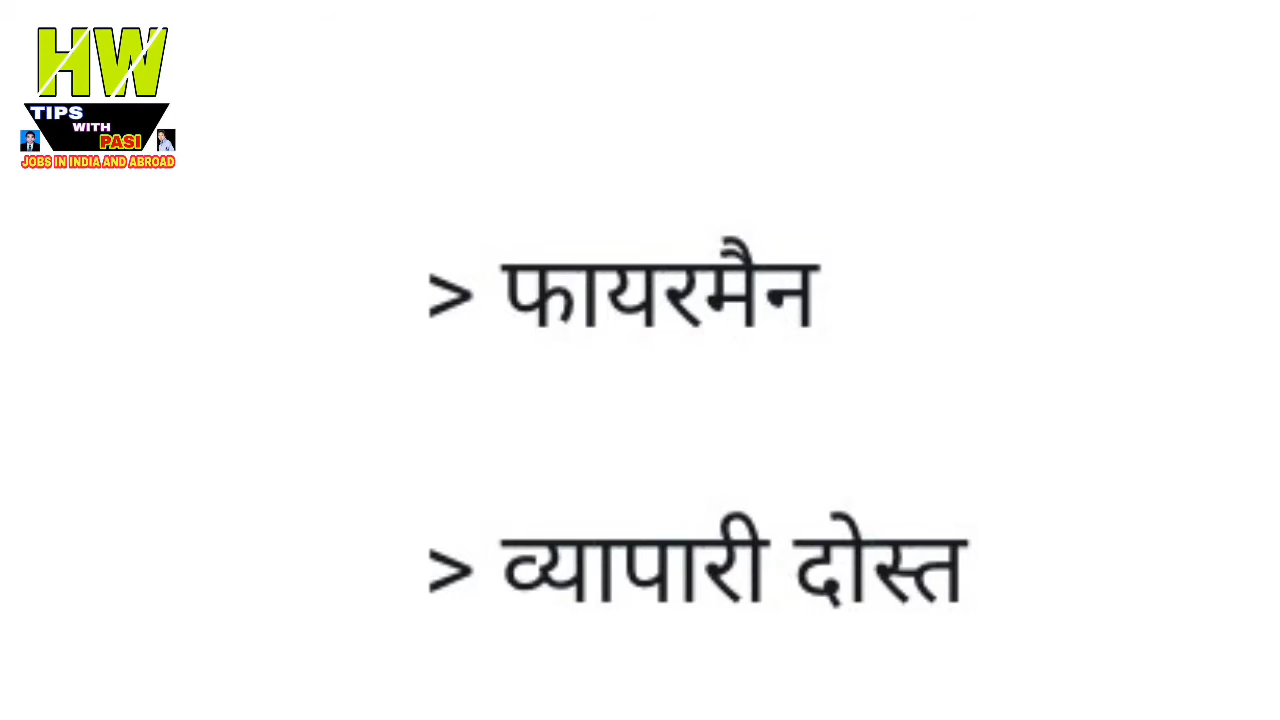 HW
TIPS
WITH
PASI
JOBS IN INDIA AND ABROAD
> फायरमैन
> व्यापारी दोस्त